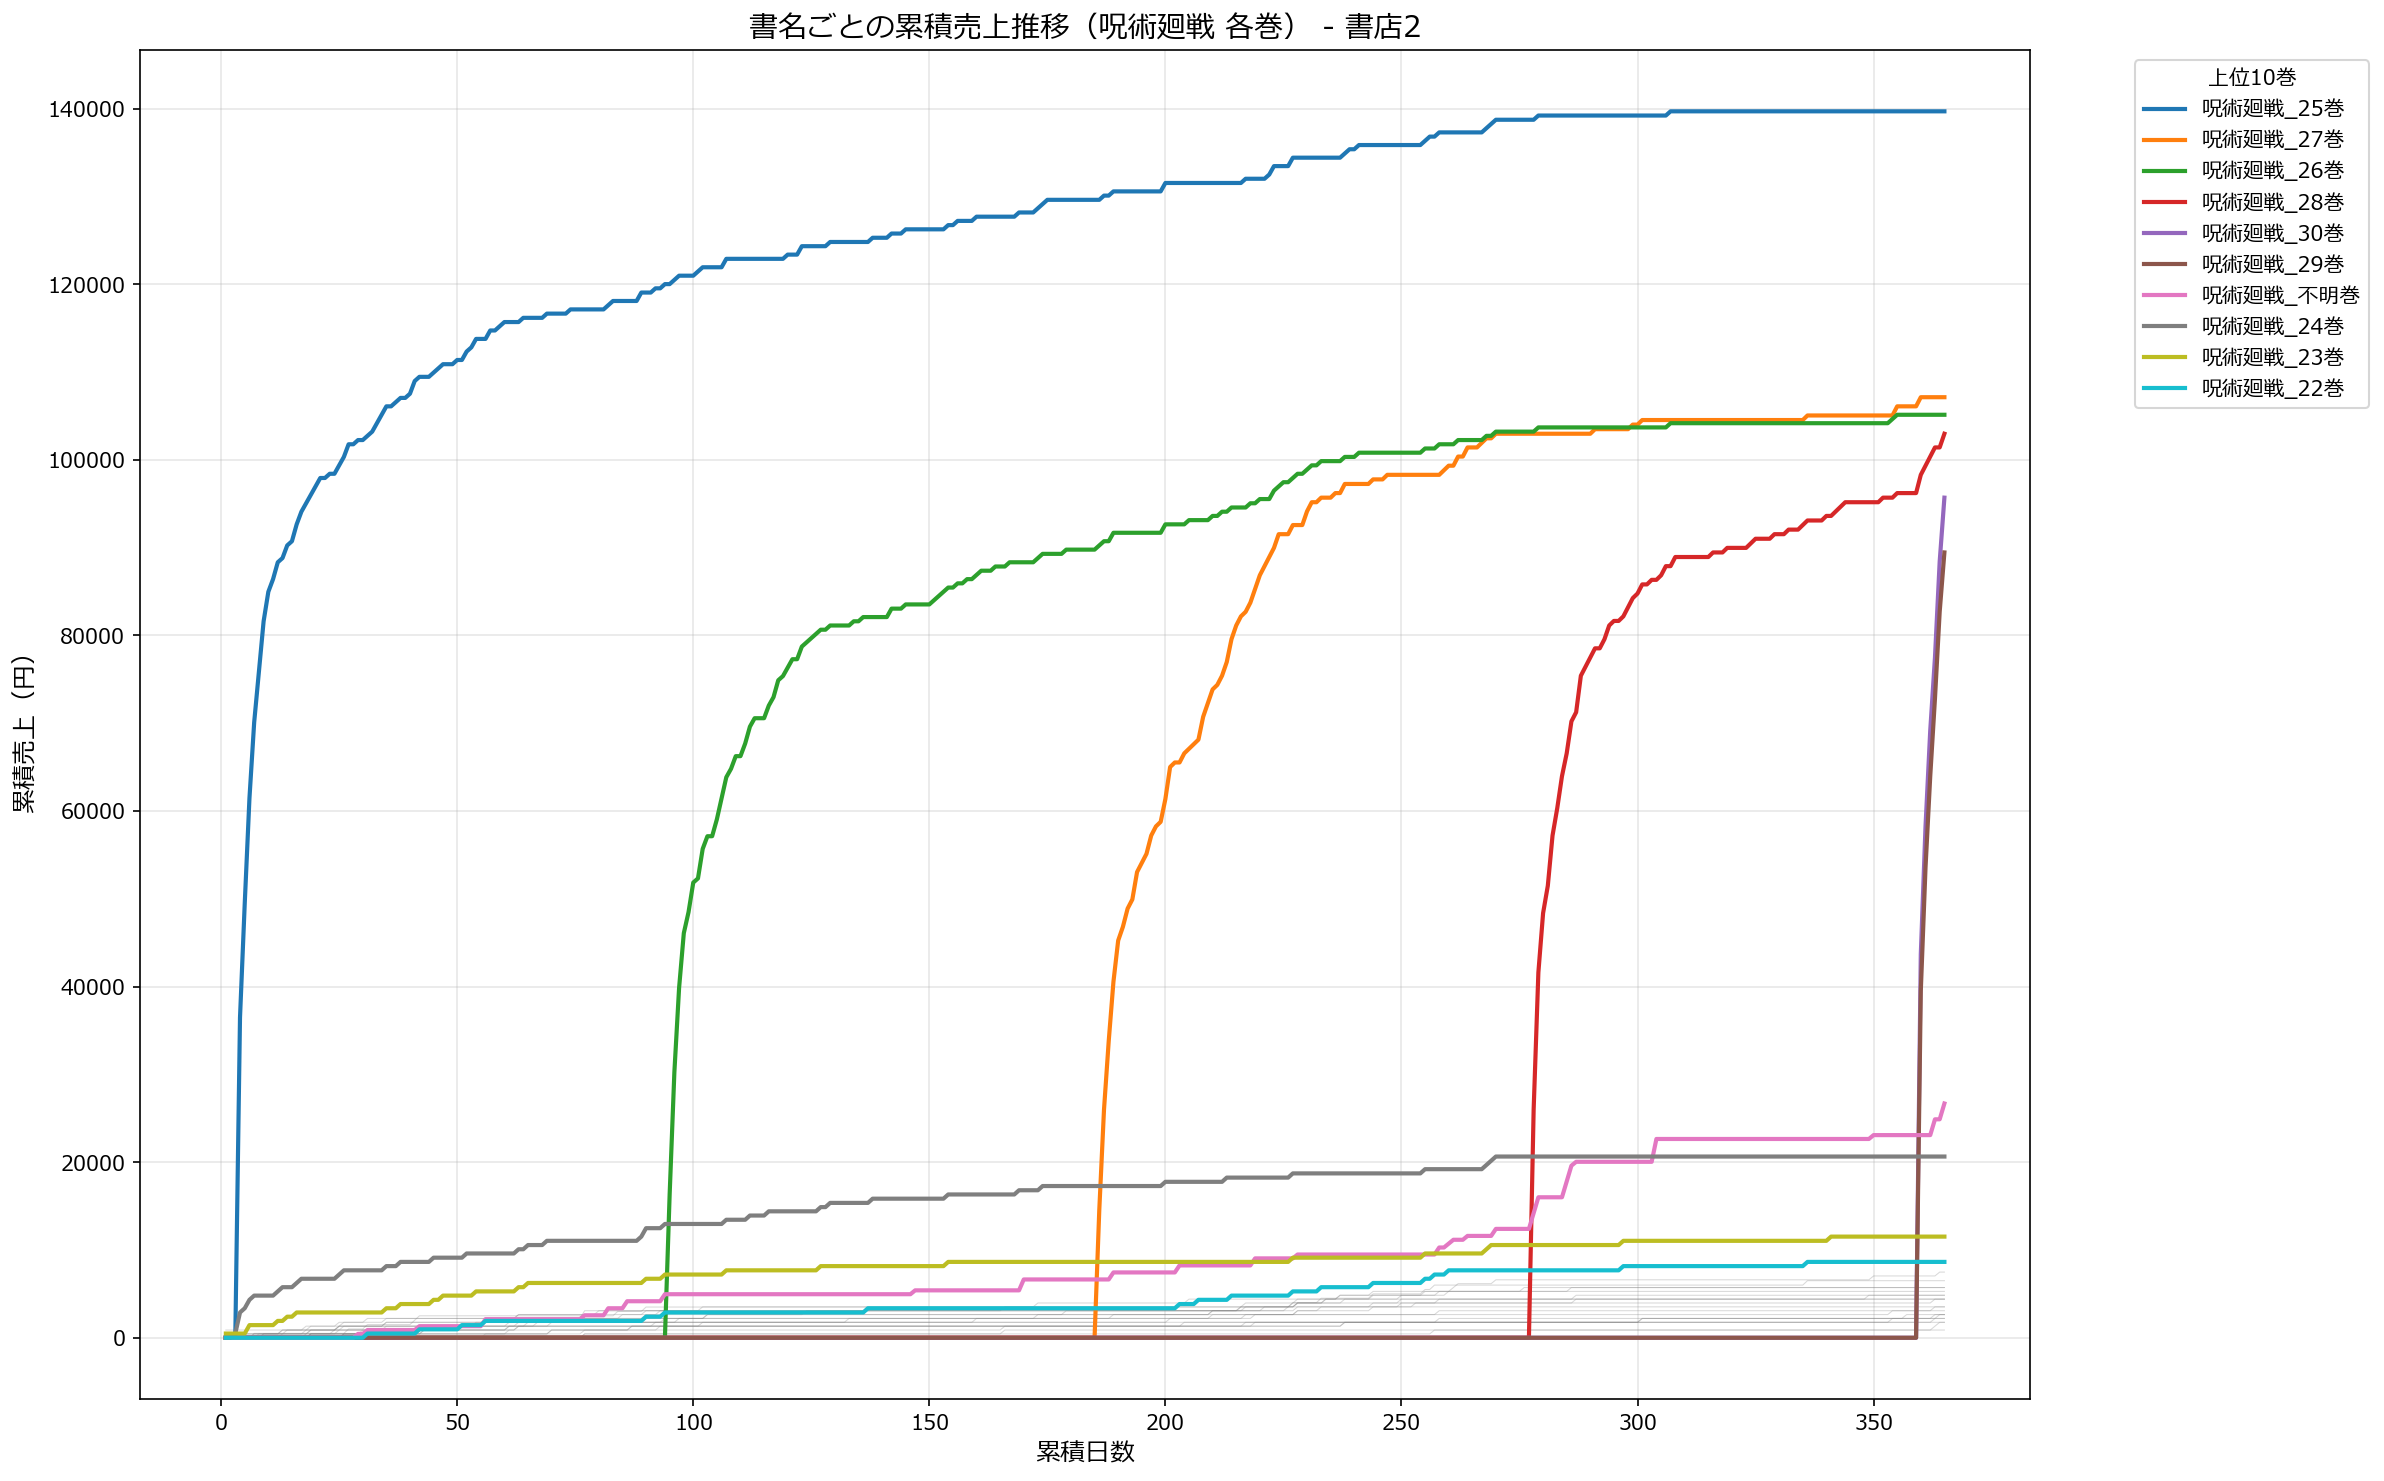 書名ごとの累積売上推移（呪術廻戦 各巻） - 書店2
累積売上（円）
140000
120000
100000
80000
60000
40000
20000
0
0
50
100
150
200
250
300
350
累積日数
上位10巻
呪術廻戦_25巻
呪術廻戦_27巻
呪術廻戦_26巻
呪術廻戦_28巻
呪術廻戦_30巻
呪術廻戦_29巻
呪術廻戦_不明巻
呪術廻戦_24巻
呪術廻戦_23巻
呪術廻戦_22巻